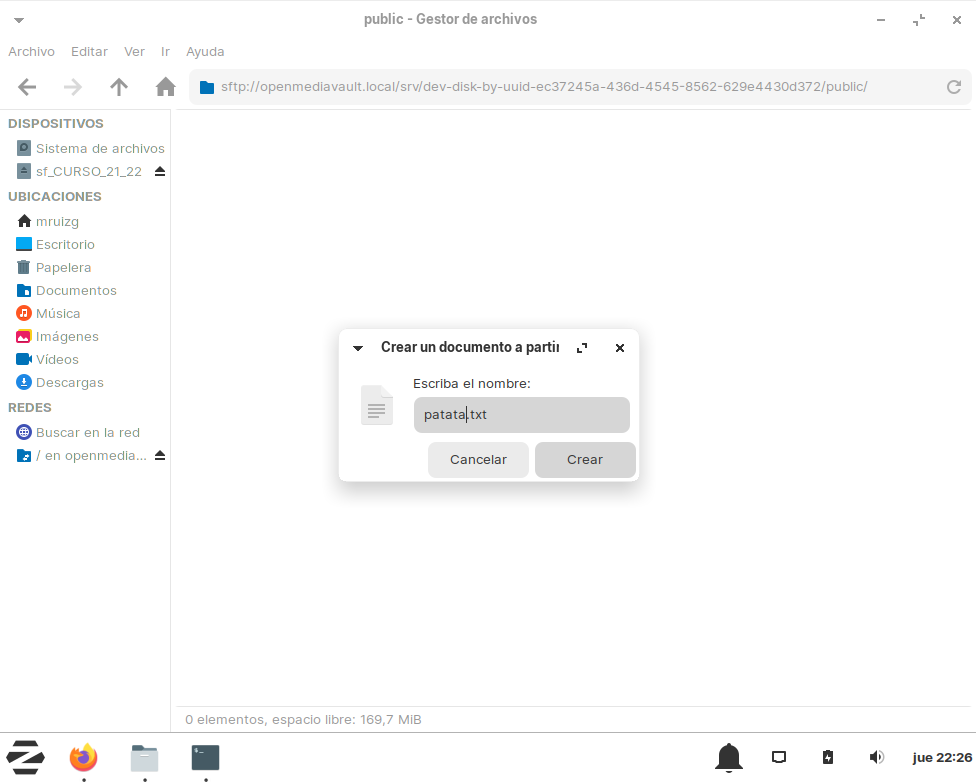 public - Gestor de archivos
Archivo Editar Ver Ir Ayuda
sftp://openmediavault.local/srv/dev-disk-by-uuid-ec37245a-436d-4545-8562-629e4430d372/public/
DISPOSITIVOS
Sistema de archivos
sf_CURSO_21_22
UBICACIONES
mruizg
Escritorio
Papelera
Documentos
Música
Imágenes
Vídeos
Descargas
REDES
Buscar en la red
/ en openmedia...
Crear un documento a partir
Escriba el nombre:
patata.txt
Cancelar Crear
0 elementos, espacio libre: 169,7 MiB
jue 22:26